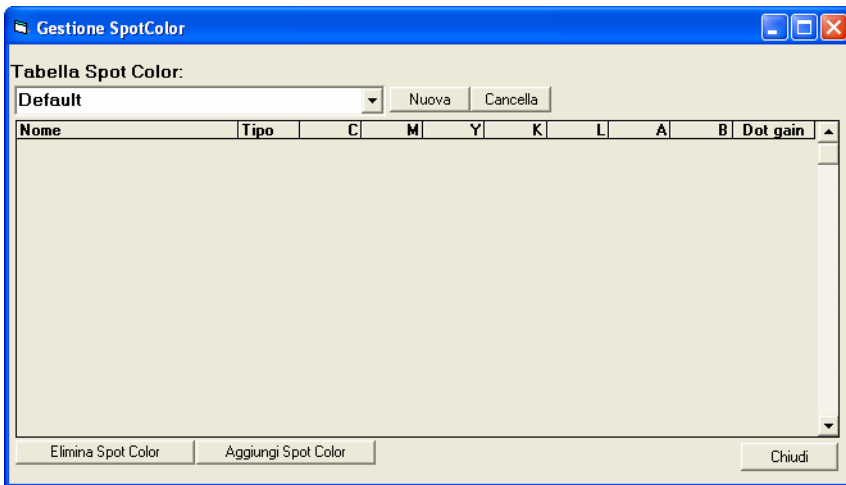 Gestione SpotColor
Tabella Spot Color:
Default Nuova Cancella
Nome Tipo C M Y K L A B Dot gain
Elimina Spot Color Aggiungi Spot Color Chiudi